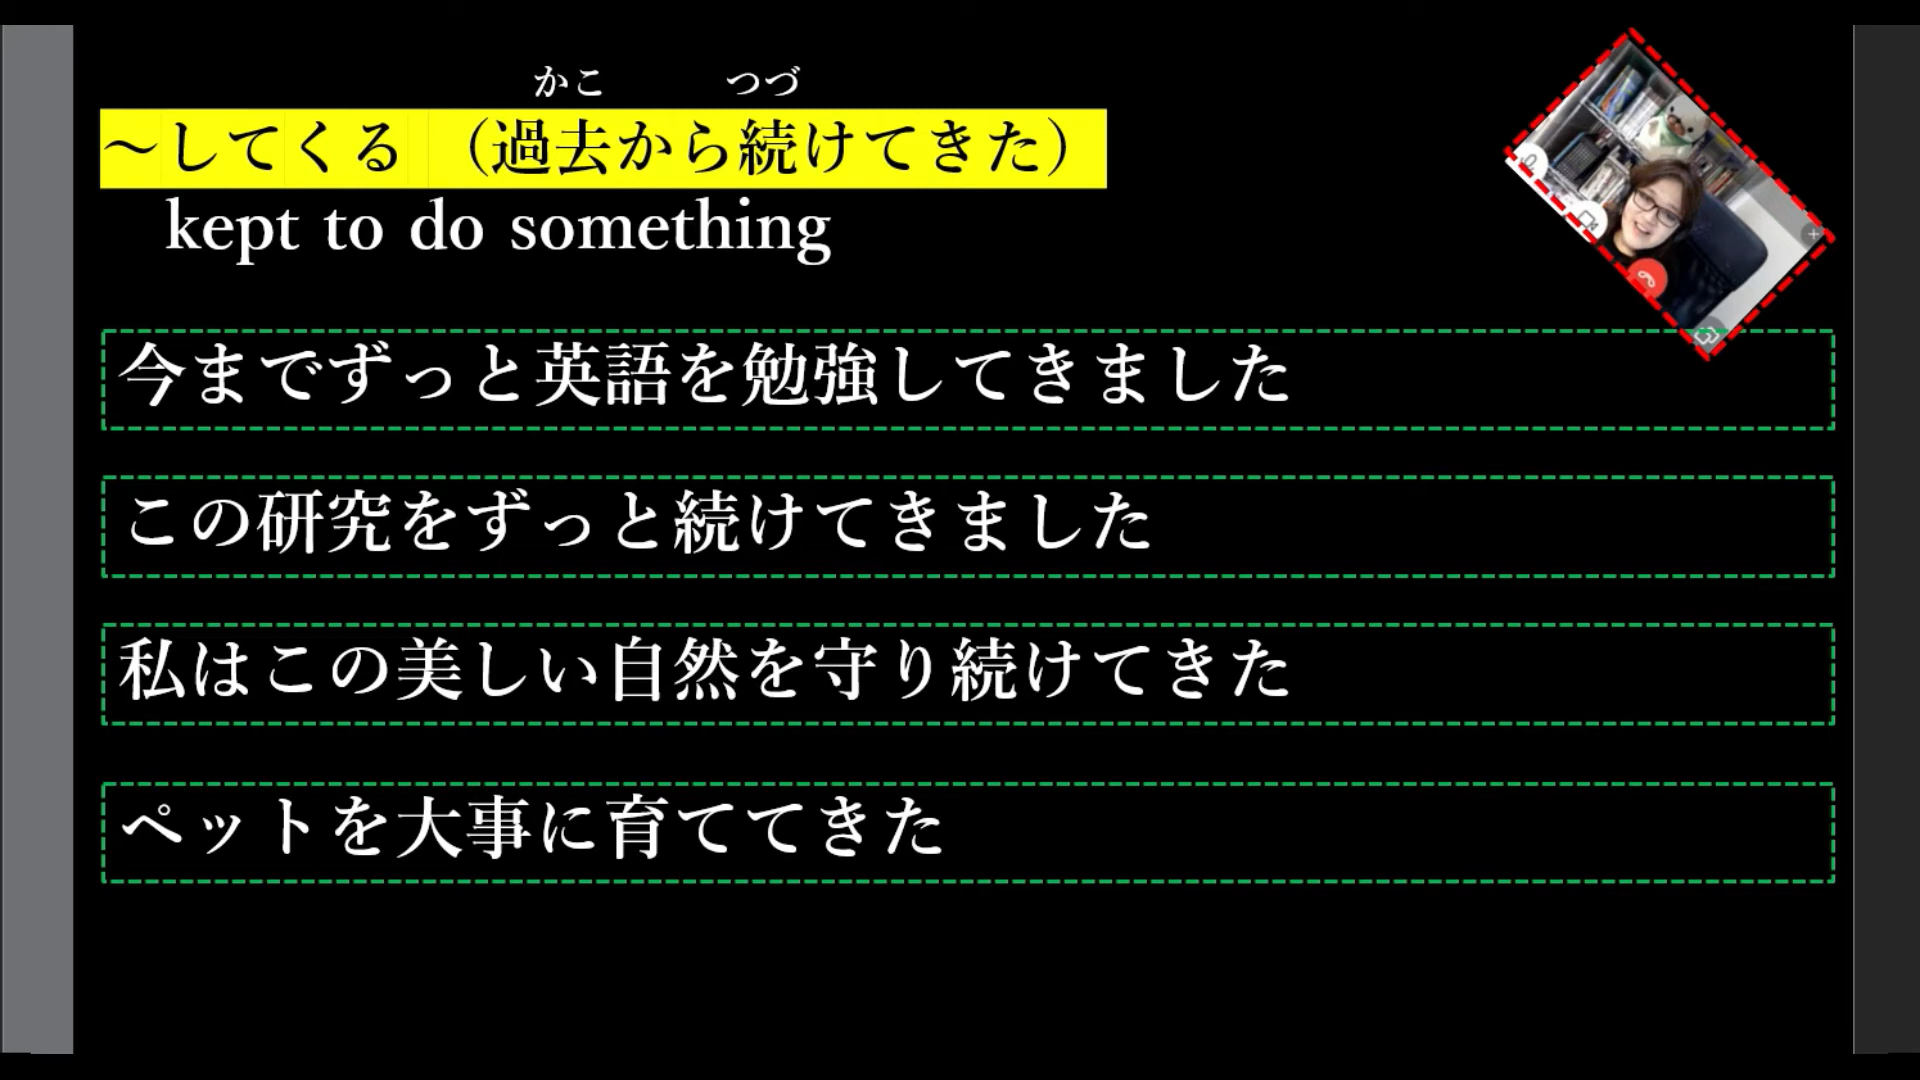 かこ つづ
～してくる （過去から続けてきた）
kept to do something
今までずっと英語を勉強してきました
この研究をずっと続けてきました
私はこの美しい自然を守り続けてきた
ペットを大事に育ててきた